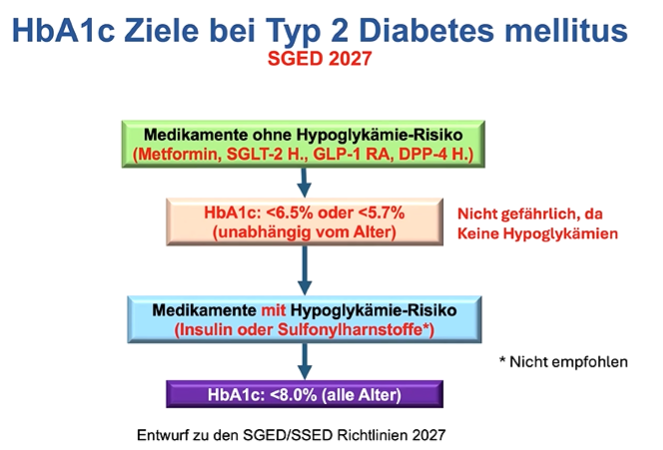 HbA1c Ziele bei Typ 2 Diabetes mellitus
SGED 2027
Medikamente ohne Hypoglykämie-Risiko
(Metformin, SGLT-2 H., GLP-1 RA, DPP-4 H.)
HbA1c: <6.5% oder <5.7%
(unabhängig vom Alter)
Nicht gefährlich, da
Keine Hypoglykämien
Medikamente mit Hypoglykämie-Risiko
(Insulin oder Sulfonylharnstoffe*)
* Nicht empfohlen
HbA1c: <8.0% (alle Alter)
Entwurf zu den SGED/SSED Richtlinien 2027